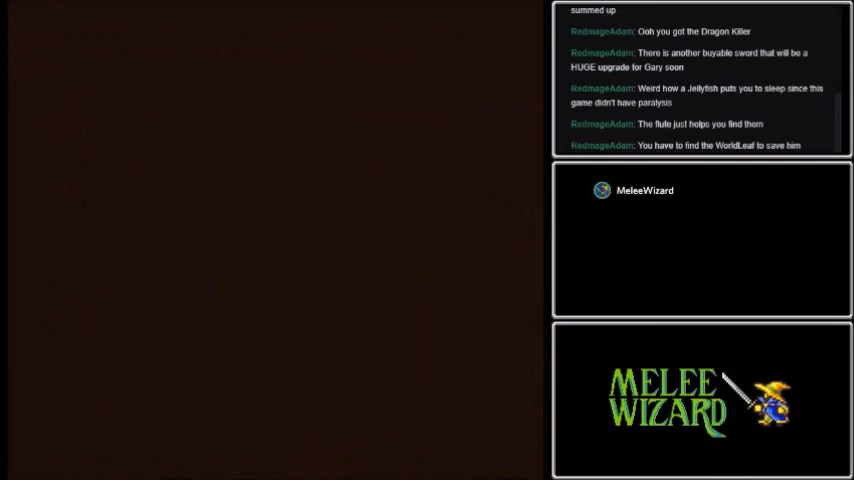 summed up
RedmageAdam: Ooh you got the Dragon Killer
RedmageAdam: There is another buyable sword that will be a
HUGE upgrade for Gary soon
RedmageAdam: Weird how a Jellyfish puts you to sleep since this
game didn't have paralysis
RedmageAdam: The flute just helps you find them
RedmageAdam: You have to find the WorldLeaf to save him
MeleeWizard
MELEE
WIZARD